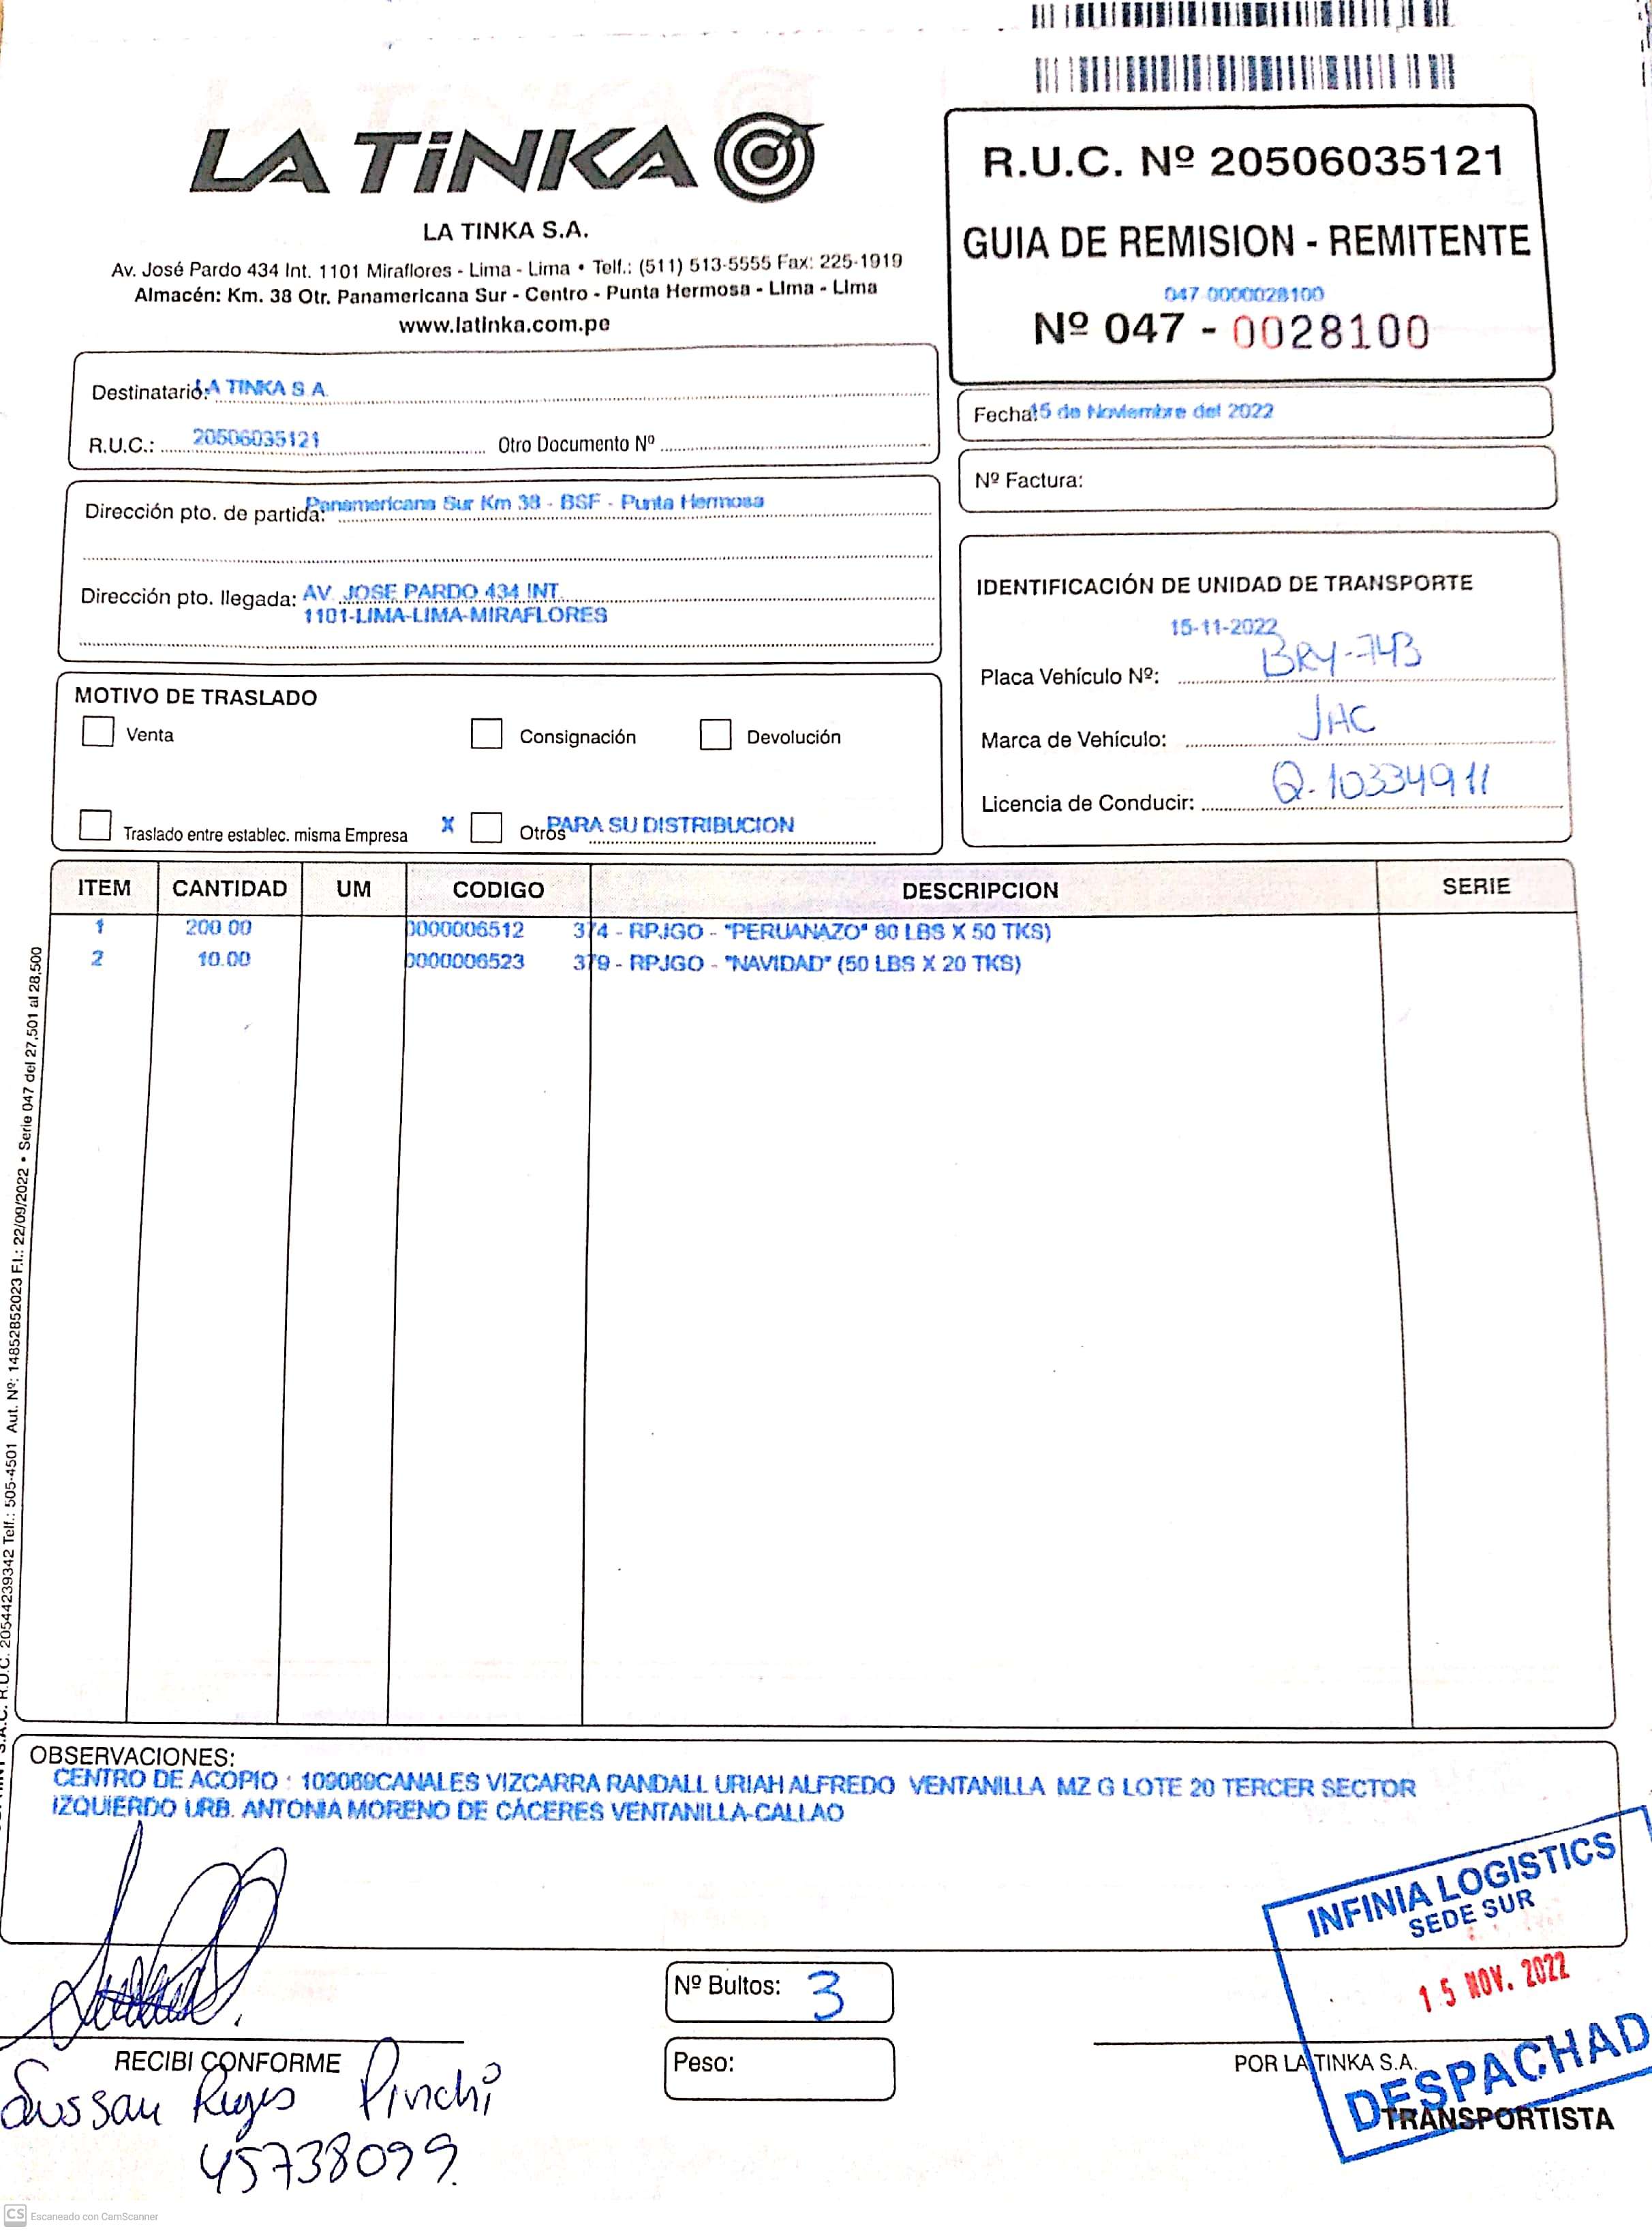 LA TiNKA
LA TINKA S.A.
Av. José Pardo 434 Int. 1101 Miraflores - Lima - Lima • Telf.: (511) 513-5555 Fax: 225-1919
Almacén: Km. 38 Otr. Panamericana Sur - Centro - Punta Hermosa - Lima - Lima
www.latinka.com.pe
R.U.C. Nº 20506035121
GUIA DE REMISION - REMITENTE
047 0000028100
Nº 047 - 0028100
Destinatario: LA TINKA S A.
R.U.C.: 20506035121 Otro Documento Nº
Fecha: 15 de Noviembre del 2022
Nº Factura:
Dirección pto. de partida: Panamericana Sur Km 38 - BSF - Punta Hermosa
Dirección pto. llegada: AV. JOSE PARDO 434 INT.
1101-LIMA-LIMA-MIRAFLORES
IDENTIFICACIÓN DE UNIDAD DE TRANSPORTE
15-11-2022
Placa Vehículo Nº: BRY-743
Marca de Vehículo: JAC
Licencia de Conducir: Q-10334911
MOTIVO DE TRASLADO
Venta Consignación Devolución
Traslado entre establec. misma Empresa X Otros PARA SU DISTRIBUCION
ITEM CANTIDAD UM CODIGO DESCRIPCION SERIE
1 200.00 0000006512 374 - RPJGO - "PERUANAZO" 80 LBS X 50 TKS)
2 10.00 0000006523 379 - RPJGO - "NAVIDAD" (50 LBS X 20 TKS)
S.A.C. R.U.C. 20544239342 Telf.: 505-4501 Aut. Nº: 14852852023 F.I.: 22/09/2022 • Serie 047 del 27,501 al 28,500
OBSERVACIONES:
CENTRO DE ACOPIO : 109069CANALES VIZCARRA RANDALL URIAH ALFREDO VENTANILLA MZ G LOTE 20 TERCER SECTOR
IZQUIERDO URB. ANTONIA MORENO DE CÁCERES VENTANILLA-CALLAO
INFINIA LOGISTICS
SEDE SUR
15 NOV. 2022
DESPACHAD
Nº Bultos: 3
Peso:
RECIBI CONFORME
Sussan Reyes Pinchi
45738099
POR LA TINKA S.A.
TRANSPORTISTA
CS Escaneado con CamScanner